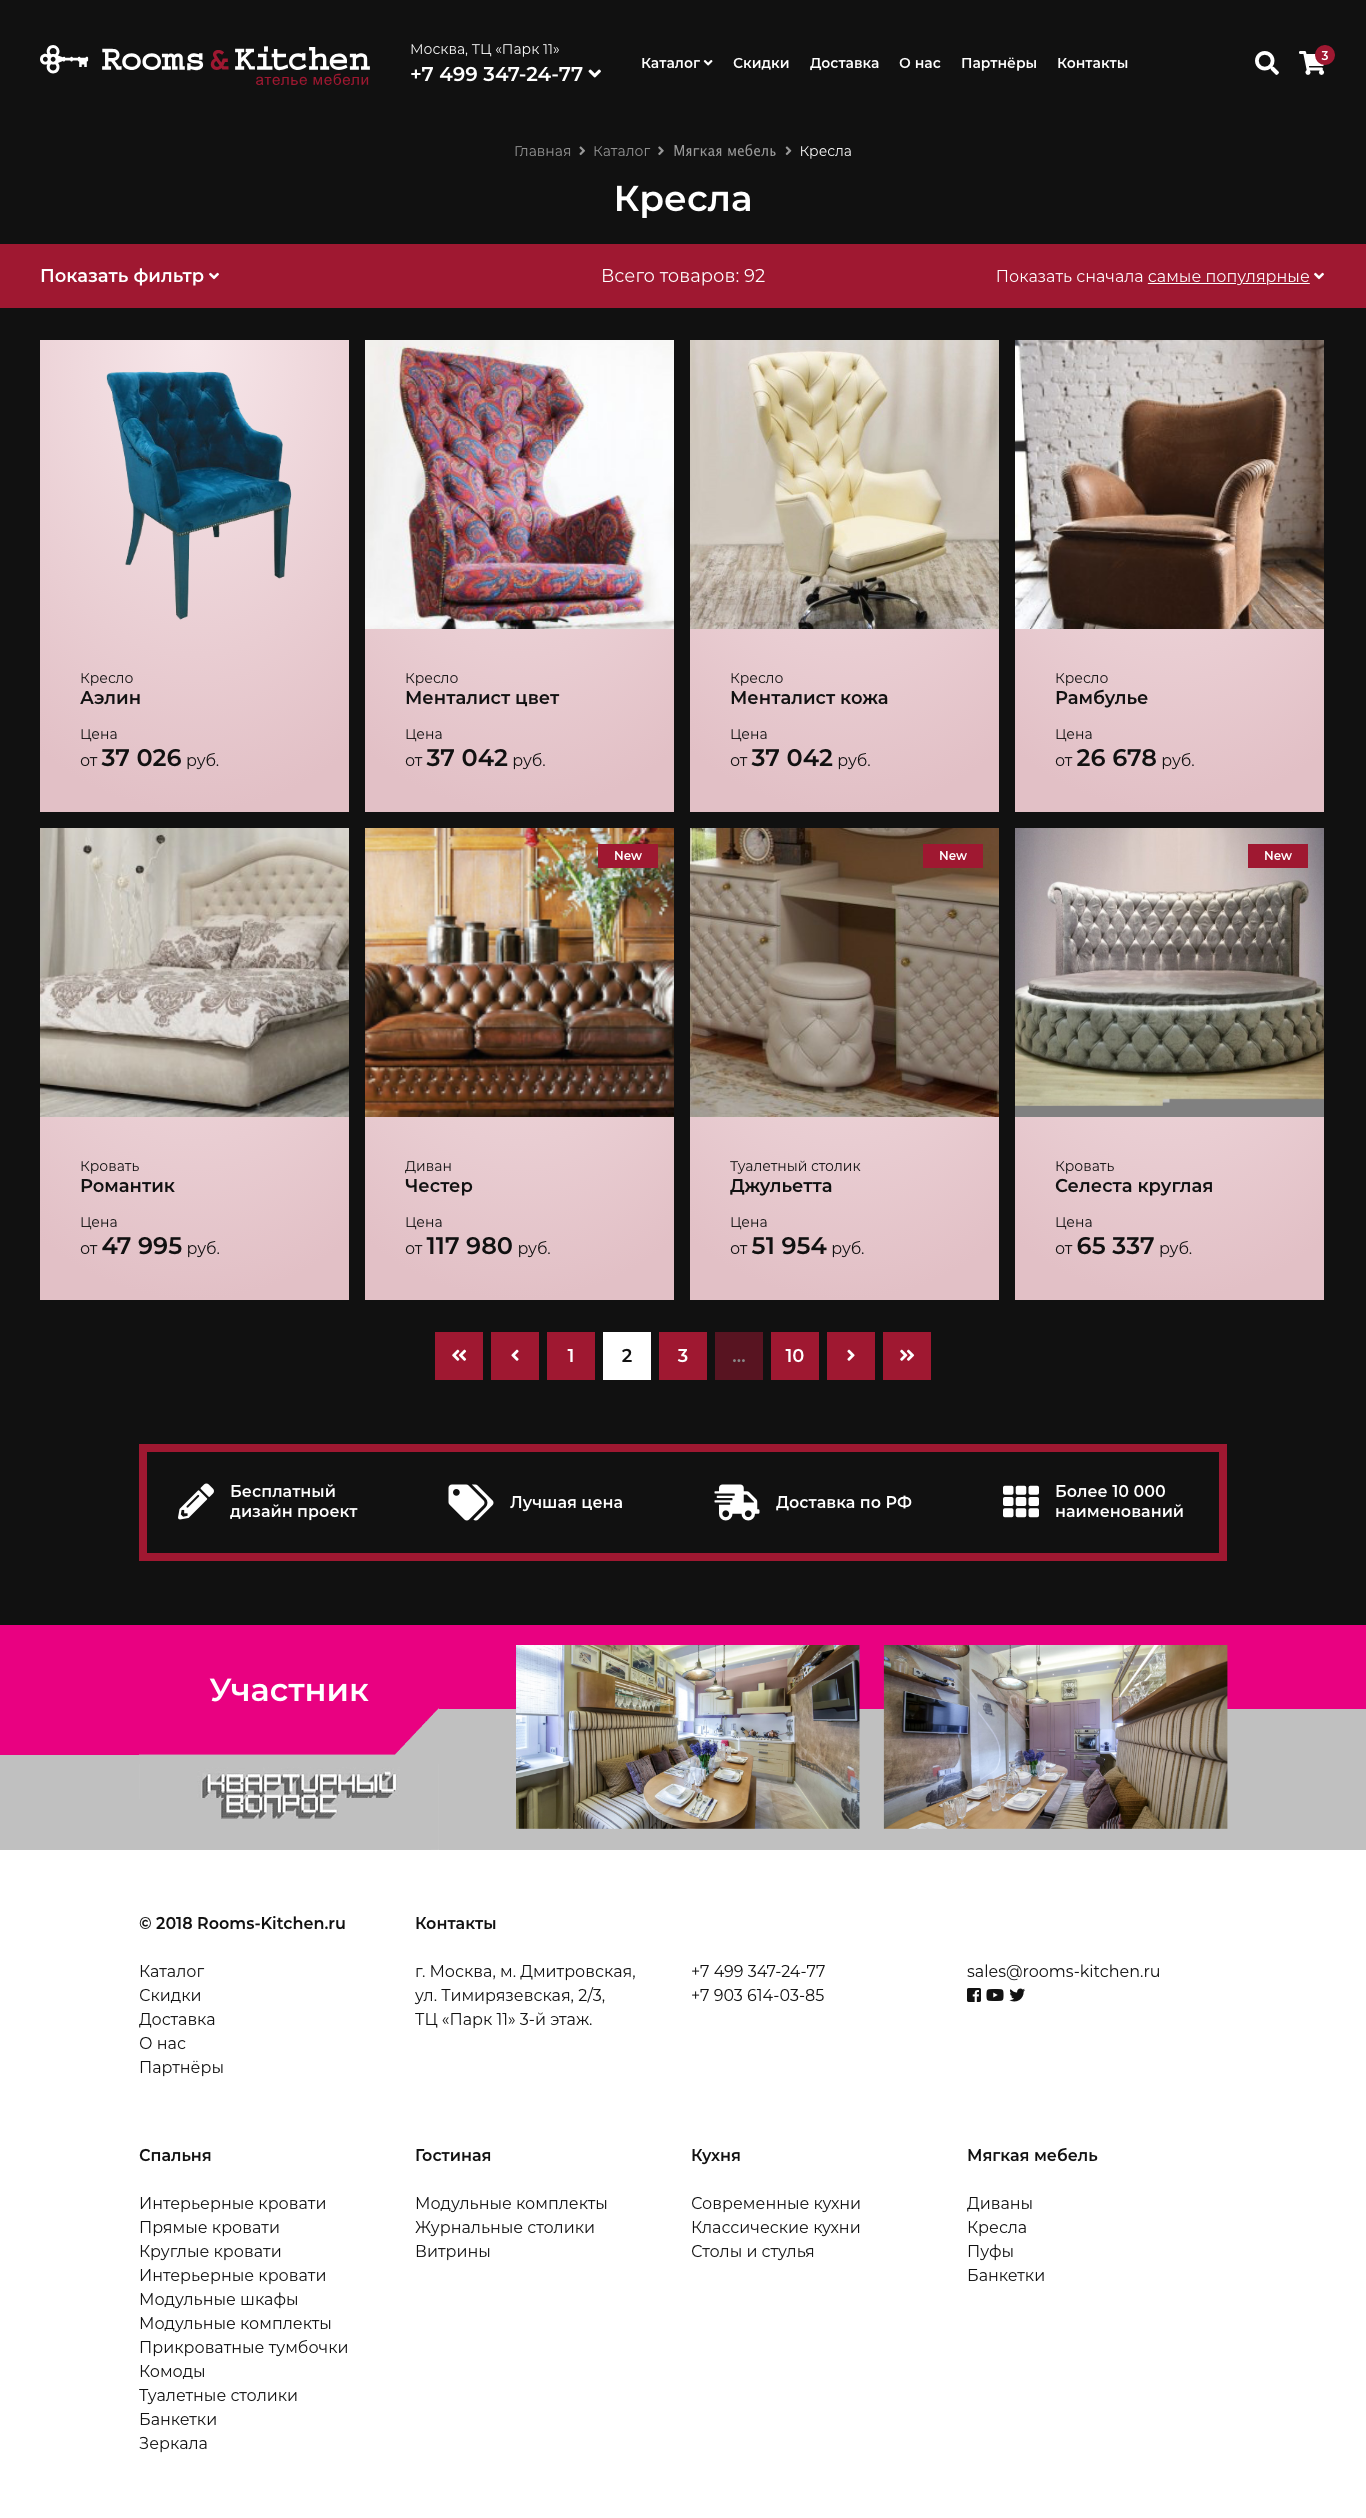 Rooms & Kitchen
ателье мебели
Москва, ТЦ «Парк 11»
+7 499 347-24-77
Каталог Скидки Доставка О нас Партнёры Контакты
3
Главная Каталог Мягкая мебель Кресла
Кресла
Показать фильтр
Всего товаров: 92
Показать сначала самые популярные
Кресло
Аэлин
Цена
от 37 026 руб.
Кресло
Менталист цвет
Цена
от 37 042 руб.
Кресло
Менталист кожа
Цена
от 37 042 руб.
Кресло
Рамбулье
Цена
от 26 678 руб.
Кровать
Романтик
Цена
от 47 995 руб.
New
Диван
Честер
Цена
от 117 980 руб.
New
Туалетный столик
Джульетта
Цена
от 51 954 руб.
New
Кровать
Селеста круглая
Цена
от 65 337 руб.
1 2 3 ... 10
Бесплатный
дизайн проект
Лучшая цена
Доставка по РФ
Более 10 000
наименований
Участник
КВАРТИРНЫЙ
ВОПРОС
© 2018 Rooms-Kitchen.ru
Каталог
Скидки
Доставка
О нас
Партнёры
Контакты
г. Москва, м. Дмитровская,
ул. Тимирязевская, 2/3,
ТЦ «Парк 11» 3-й этаж.
+7 499 347-24-77
+7 903 614-03-85
sales@rooms-kitchen.ru
Спальня
Интерьерные кровати
Прямые кровати
Круглые кровати
Интерьерные кровати
Модульные шкафы
Модульные комплекты
Прикроватные тумбочки
Комоды
Туалетные столики
Банкетки
Зеркала
Гостиная
Модульные комплекты
Журнальные столики
Витрины
Кухня
Современные кухни
Классические кухни
Столы и стулья
Мягкая мебель
Диваны
Кресла
Пуфы
Банкетки